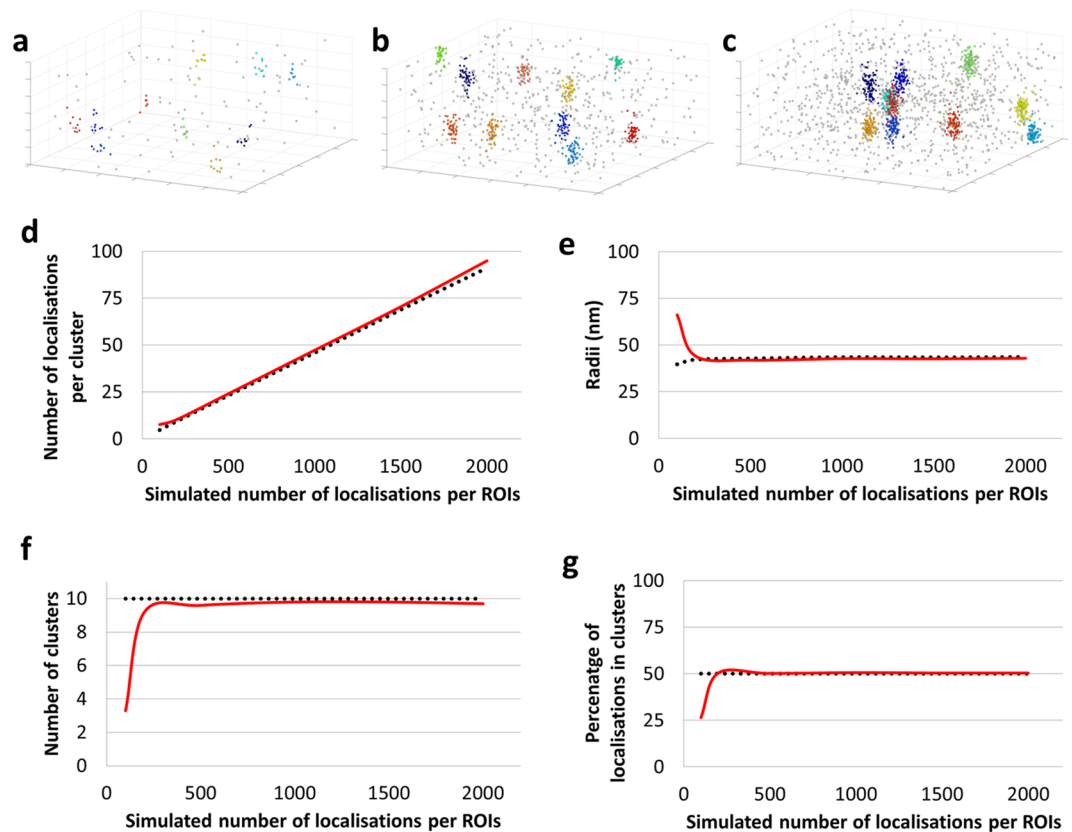 a
b
c
d
Number of localisations
per cluster
100
75
50
25
0
0 500 1000 1500 2000
Simulated number of localisations per ROIs
e
Radii (nm)
100
75
50
25
0
0 500 1000 1500 2000
Simulated number of localisations per ROIs
f
Number of clusters
10
8
6
4
2
0
0 500 1000 1500 2000
Simulated number of localisations per ROIs
g
Percenatge of
localisations in clusters
100
75
50
25
0
0 500 1000 1500 2000
Simulated number of localisations per ROIs